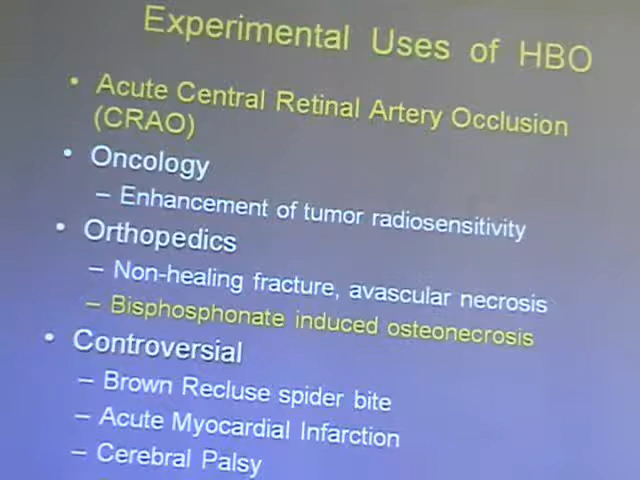 Experimental Uses of HBO
• Acute Central Retinal Artery Occlusion
(CRAO)
• Oncology
– Enhancement of tumor radiosensitivity
• Orthopedics
– Non-healing fracture, avascular necrosis
– Bisphosphonate induced osteonecrosis
• Controversial
– Brown Recluse spider bite
– Acute Myocardial Infarction
– Cerebral Palsy